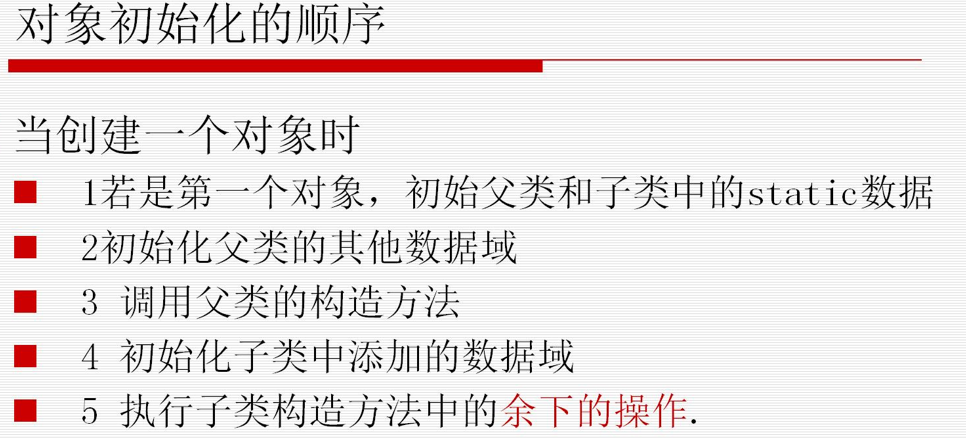 对象初始化的顺序
当创建一个对象时
1若是第一个对象，初始父类和子类中的static数据
2初始化父类的其他数据域
3 调用父类的构造方法
4 初始化子类中添加的数据域
5 执行子类构造方法中的余下的操作.